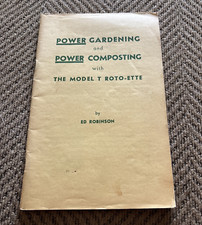 POWER GARDENING
and
POWER COMPOSTING
with
THE MODEL T ROTO-ETTE
by
ED ROBINSON